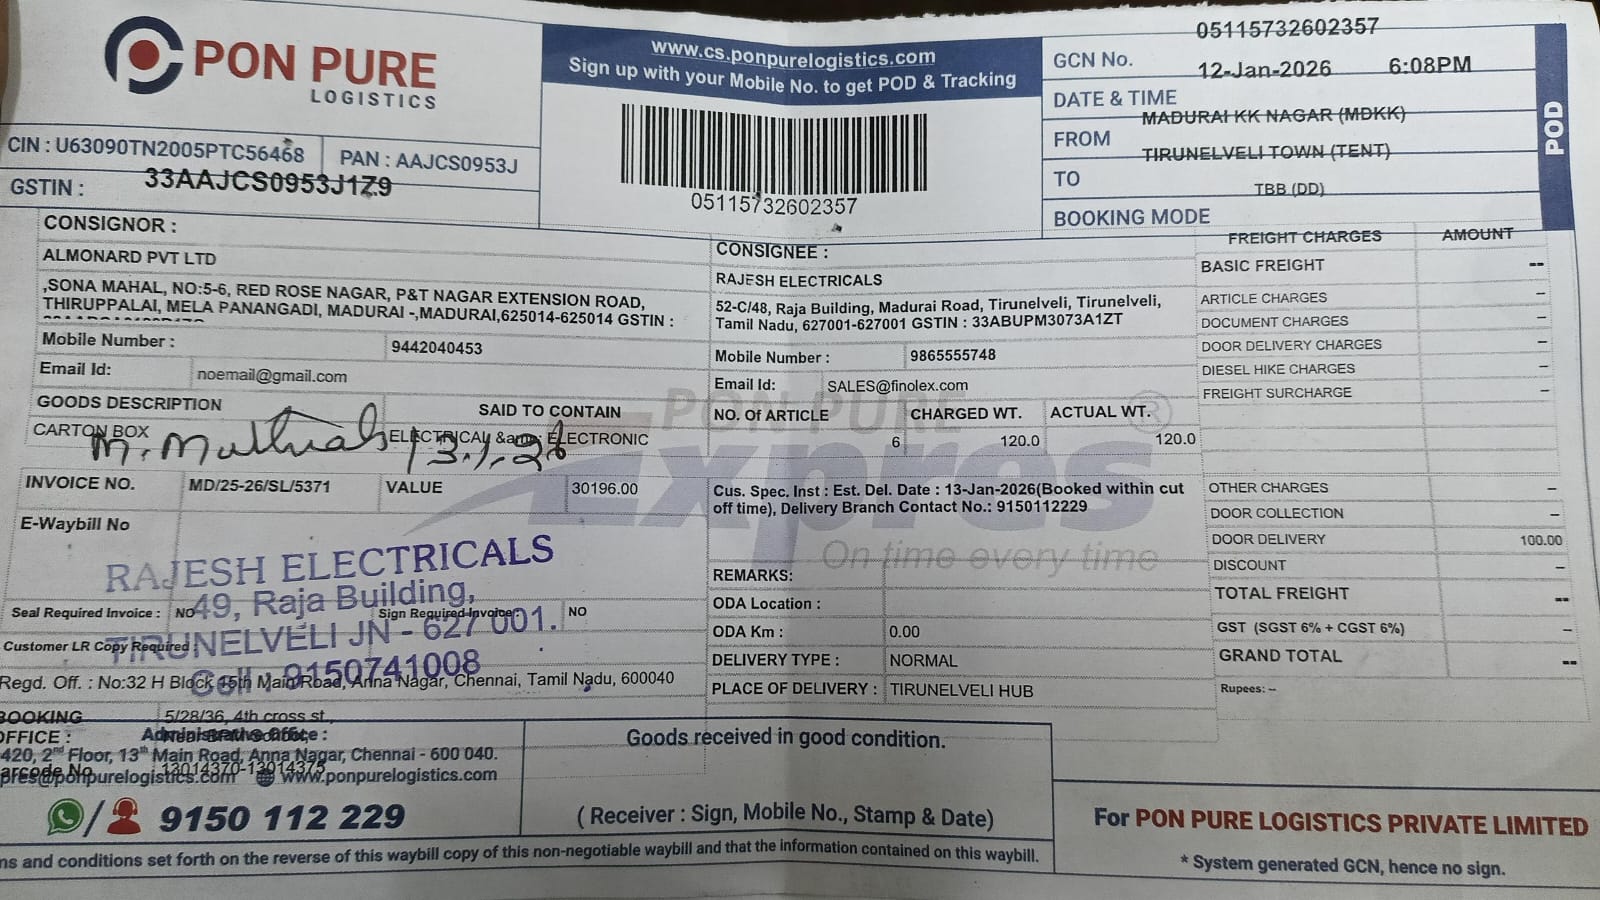 PON PURE
LOGISTICS
CIN : U63090TN2005PTC56468
PAN : AAJCS0953J
GSTIN :
33AAJCS0953J1Z9
www.cs.ponpurelogistics.com
Sign up with your Mobile No. to get POD & Tracking
05115732602357
GCN No.
05115732602357
12-Jan-2026 6:08PM
DATE & TIME
MADURAI KK NAGAR (MDKK)
FROM
TIRUNELVELI TOWN (TENT)
TO
TBB (DD)
BOOKING MODE
POD
CONSIGNOR :
ALMONARD PVT LTD
,SONA MAHAL, NO:5-6, RED ROSE NAGAR, P&T NAGAR EXTENSION ROAD,
THIRUPPALAI, MELA PANANGADI, MADURAI -,MADURAI,625014-625014 GSTIN :
Mobile Number : 9442040453
Email Id: noemail@gmail.com
GOODS DESCRIPTION SAID TO CONTAIN
CARTON BOX ELECTRICAL &amp; ELECTRONIC
13.1.26
INVOICE NO. MD/25-26/SL/5371 VALUE 30196.00
E-Waybill No
RAJESH ELECTRICALS
49, Raja Building,
TIRUNELVELI JN - 627 001.
Cell : 9150741008
Seal Required Invoice : NO Sign Required Invoice: NO
Customer LR Copy Required
Regd. Off. : No:32 H Block 15th Main Road, Anna Nagar, Chennai, Tamil Nadu, 600040
CONSIGNEE :
RAJESH ELECTRICALS
52-C/48, Raja Building, Madurai Road, Tirunelveli, Tirunelveli,
Tamil Nadu, 627001-627001 GSTIN : 33ABUPM3073A1ZT
Mobile Number : 9865555748
Email Id: SALES@finolex.com
PON PURE
Expres
On time every time
NO. Of ARTICLE CHARGED WT. ACTUAL WT.
6 120.0 120.0
Cus. Spec. Inst : Est. Del. Date : 13-Jan-2026(Booked within cut
off time), Delivery Branch Contact No.: 9150112229
REMARKS:
ODA Location :
ODA Km : 0.00
DELIVERY TYPE : NORMAL
PLACE OF DELIVERY : TIRUNELVELI HUB
FREIGHT CHARGES AMOUNT
BASIC FREIGHT --
ARTICLE CHARGES –
DOCUMENT CHARGES –
DOOR DELIVERY CHARGES –
DIESEL HIKE CHARGES –
FREIGHT SURCHARGE –
OTHER CHARGES –
DOOR COLLECTION –
DOOR DELIVERY 100.00
DISCOUNT –
TOTAL FREIGHT --
GST (SGST 6% + CGST 6%) –
GRAND TOTAL --
Rupees: –
BOOKING 5/28/36, 4th cross st.,
OFFICE : Administrative Office :
420, 2nd Floor, 13th Main Road, Anna Nagar, Chennai - 600 040.
arcode No 13014370-13014375
pres@ponpurelogistics.com www.ponpurelogistics.com
/ 9150 112 229
Goods received in good condition.
( Receiver : Sign, Mobile No., Stamp & Date)
For PON PURE LOGISTICS PRIVATE LIMITED
* System generated GCN, hence no sign.
ns and conditions set forth on the reverse of this waybill copy of this non-negotiable waybill and that the information contained on this waybill.